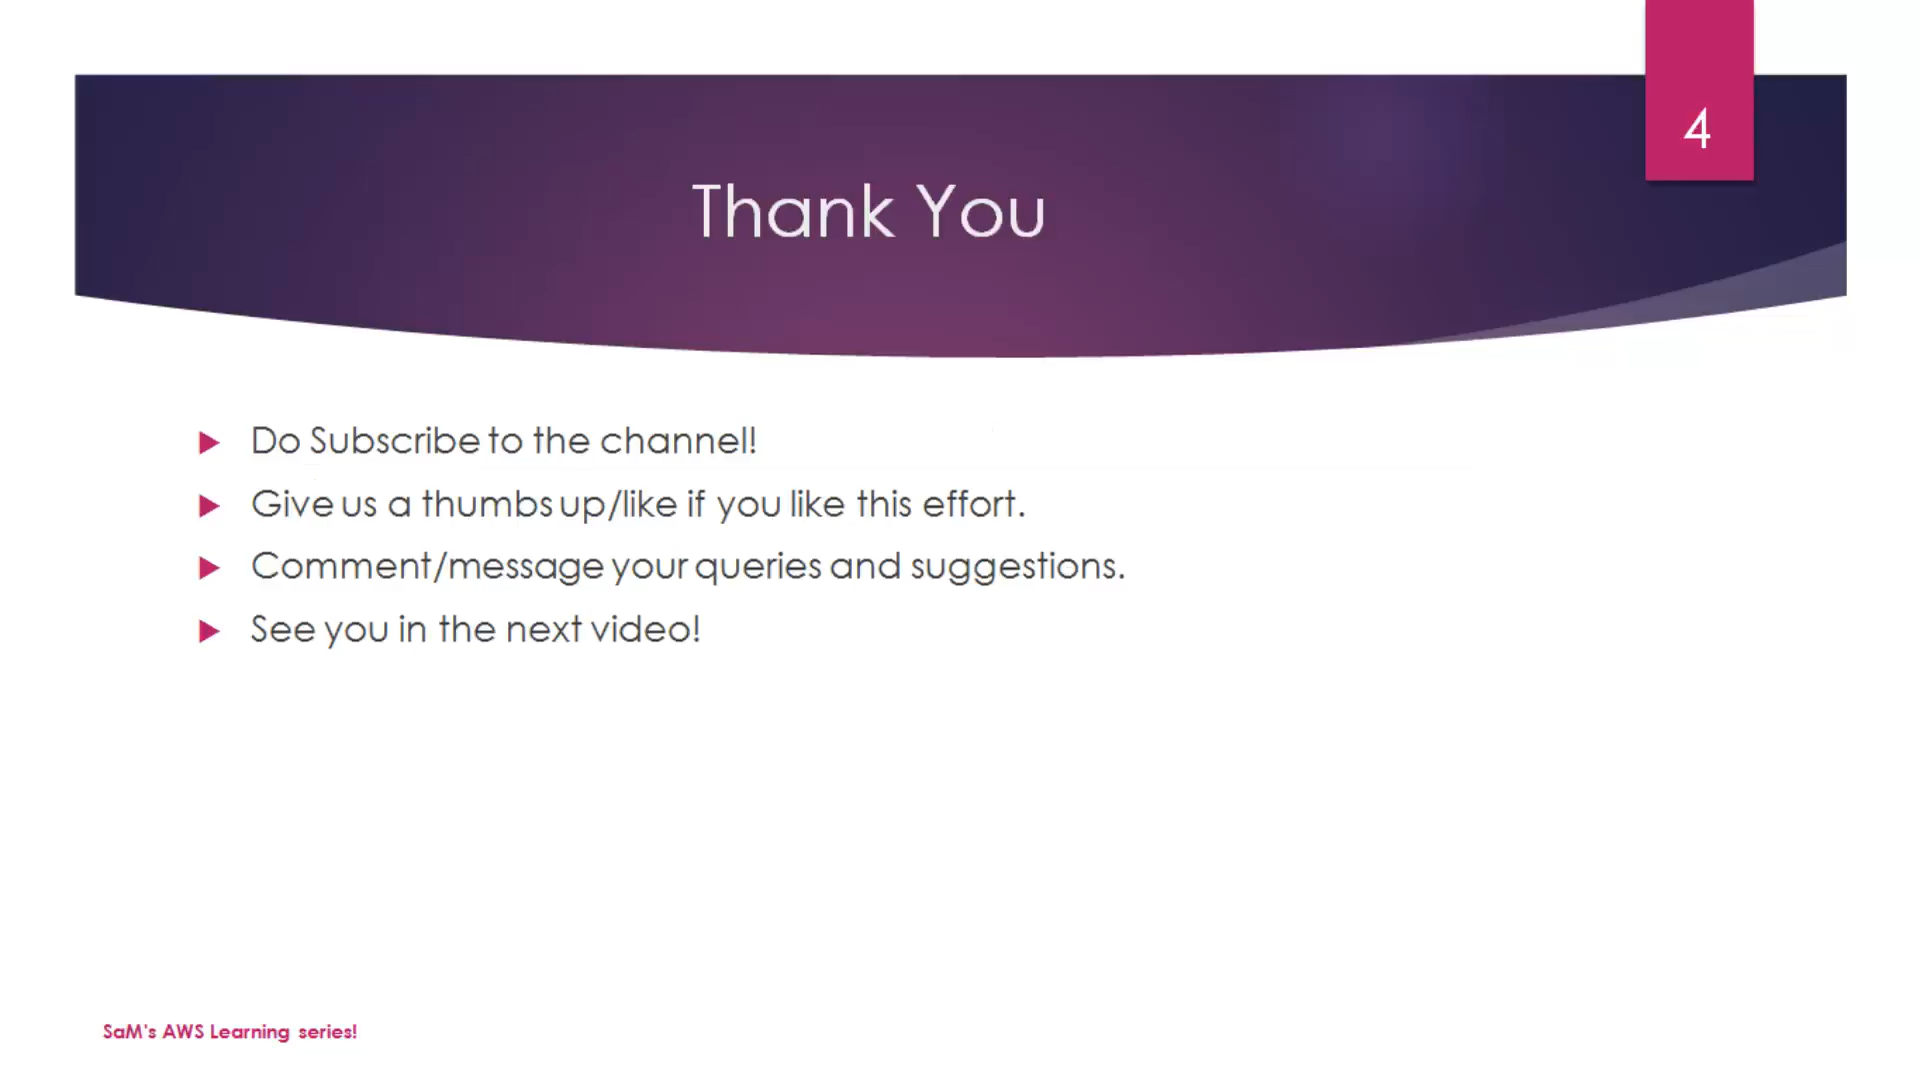 4
Thank You
Do Subscribe to the channel!
Give us a thumbs up/like if you like this effort.
Comment/message your queries and suggestions.
See you in the next video!
SaM's AWS Learning series!